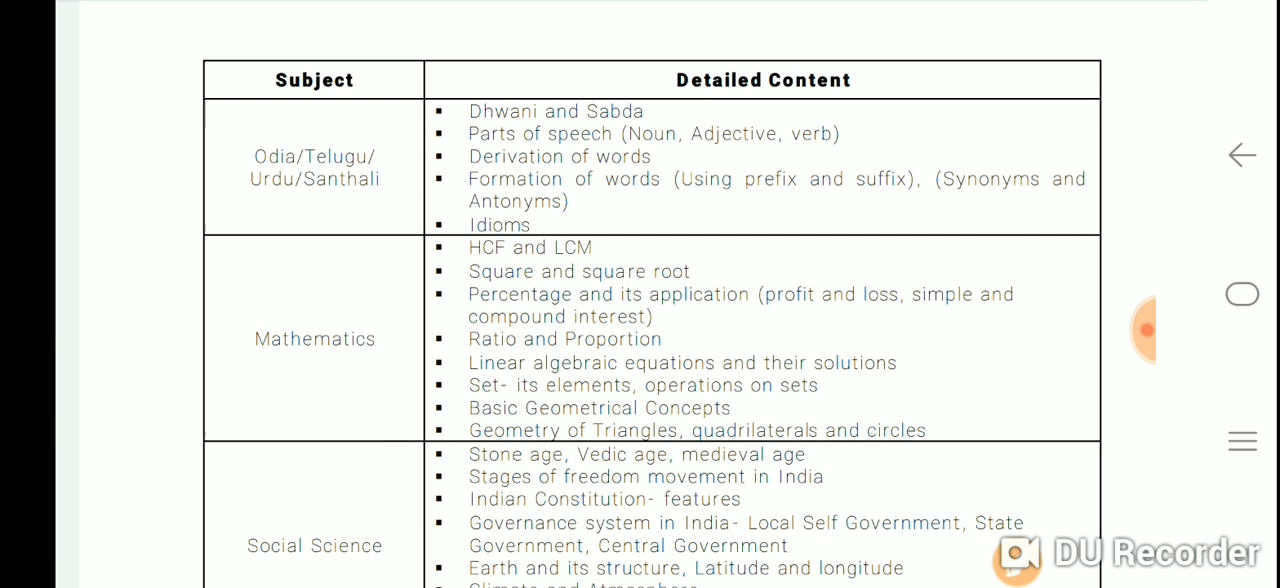 Subject
Detailed Content
Odia/Telugu/
Urdu/Santhali
▪ Dhwani and Sabda
▪ Parts of speech (Noun, Adjective, verb)
▪ Derivation of words
▪ Formation of words (Using prefix and suffix), (Synonyms and
Antonyms)
▪ Idioms
Mathematics
▪ HCF and LCM
▪ Square and square root
▪ Percentage and its application (profit and loss, simple and
compound interest)
▪ Ratio and Proportion
▪ Linear algebraic equations and their solutions
▪ Set- its elements, operations on sets
▪ Basic Geometrical Concepts
▪ Geometry of Triangles, quadrilaterals and circles
Social Science
▪ Stone age, Vedic age, medieval age
▪ Stages of freedom movement in India
▪ Indian Constitution- features
▪ Governance system in India- Local Self Government, State
Government, Central Government
▪ Earth and its structure, Latitude and longitude
▪ Climate and Atmosphere
DU Recorder